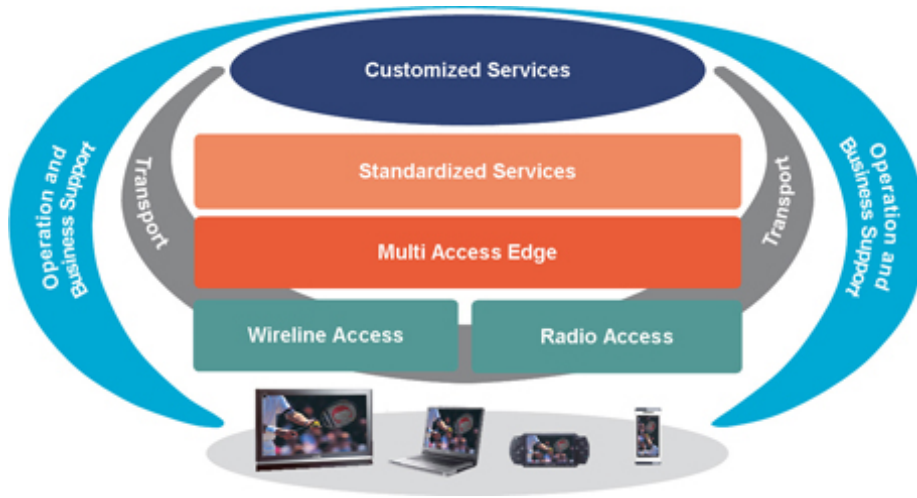 Customized Services
Operation and
Business Support
Transport
Standardized Services
Transport
Operation and
Business Support
Multi Access Edge
Wireline Access
Radio Access